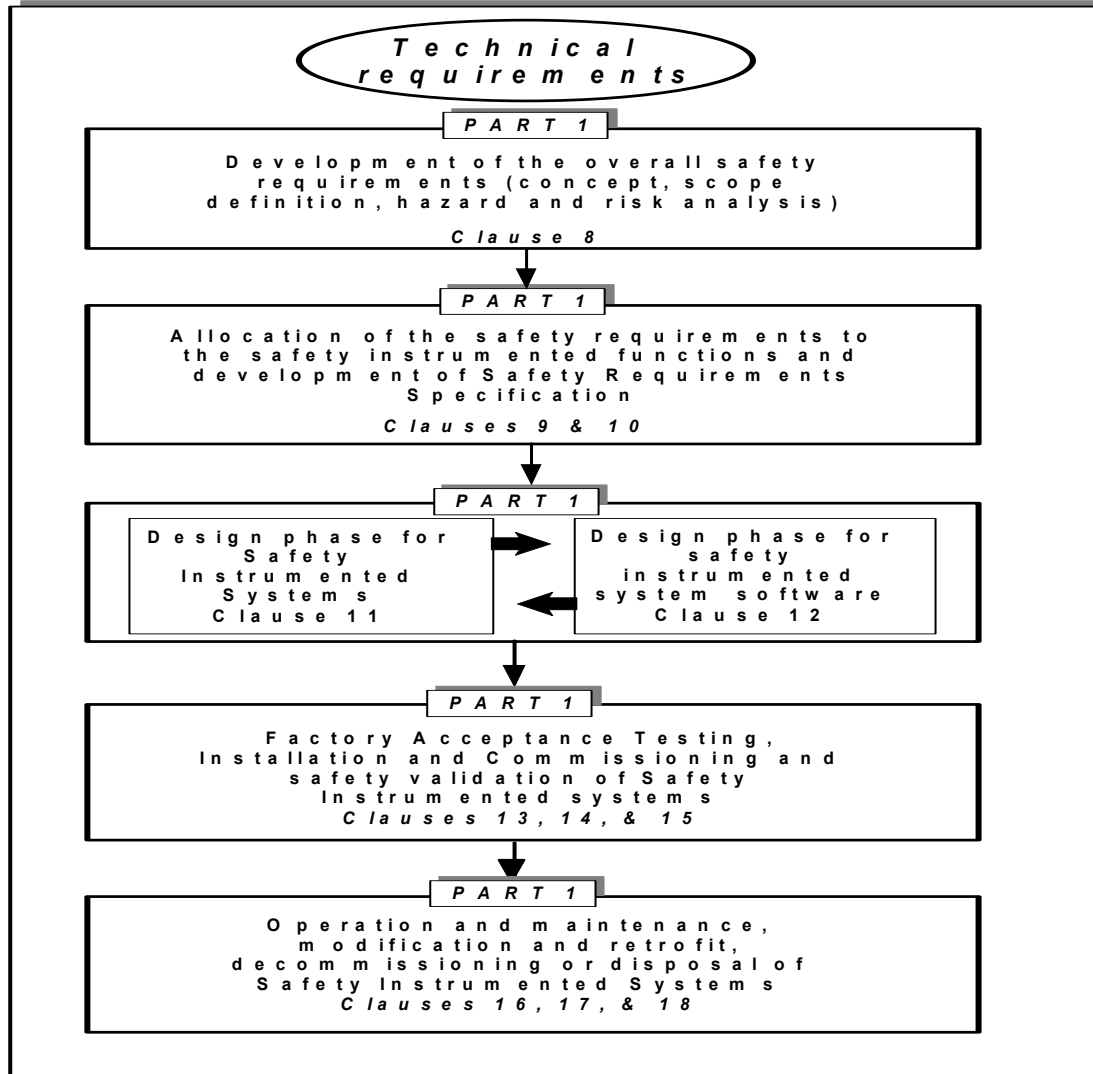 Technical
requirements
PART 1
Development of the overall safety
requirements (concept, scope
definition, hazard and risk analysis)
Clause 8
PART 1
Allocation of the safety requirements to
the safety instrumented functions and
development of Safety Requirements
Specification
Clauses 9 & 10
PART 1
Design phase for
Safety
Instrumented
Systems
Clause 11
Design phase for
safety
instrumented
system software
Clause 12
PART 1
Factory Acceptance Testing,
Installation and Commissioning and
safety validation of Safety
Instrumented systems
Clauses 13, 14, & 15
PART 1
Operation and maintenance,
modification and retrofit,
decommissioning or disposal of
Safety Instrumented Systems
Clauses 16, 17, & 18